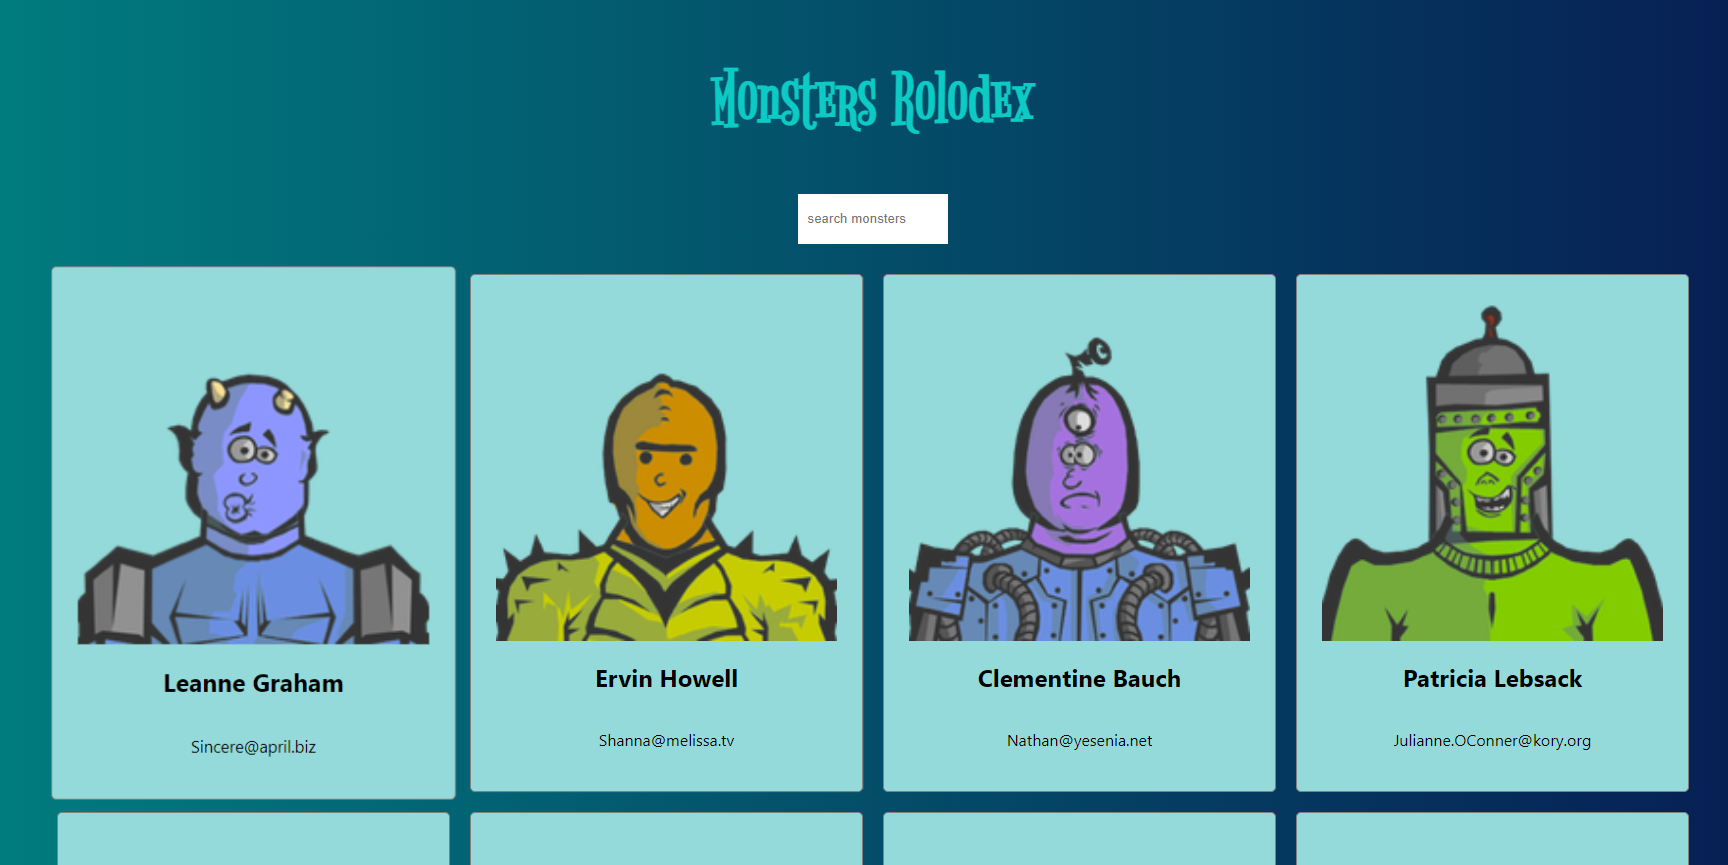 Monsters Rolodex
search monsters
Leanne Graham
Sincere@april.biz
Ervin Howell
Shanna@melissa.tv
Clementine Bauch
Nathan@yesenia.net
Patricia Lebsack
Julianne.OConner@kory.org